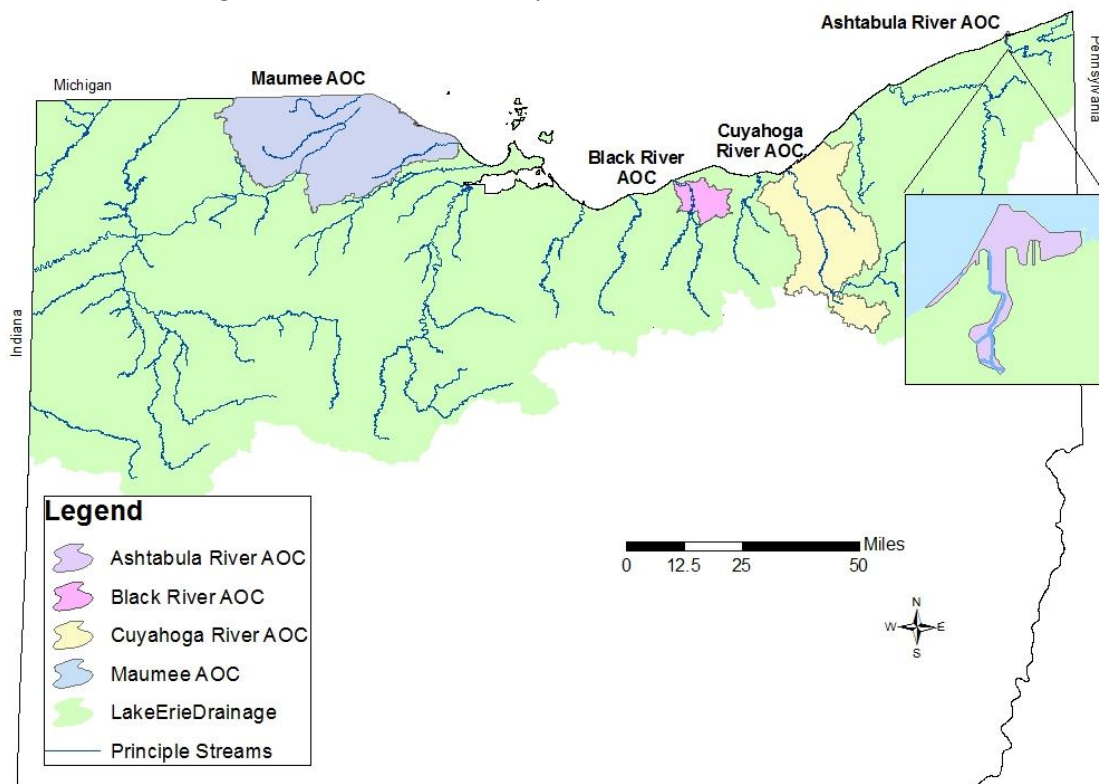 Ashtabula River AOC
Pennsylvania
Michigan
Maumee AOC
Cuyahoga
River AOC
Black River
AOC
Indiana
Legend
Ashtabula River AOC
Black River AOC
Cuyahoga River AOC
Maumee AOC
LakeErieDrainage
Principle Streams
Miles
0 12.5 25 50
N
W E
S